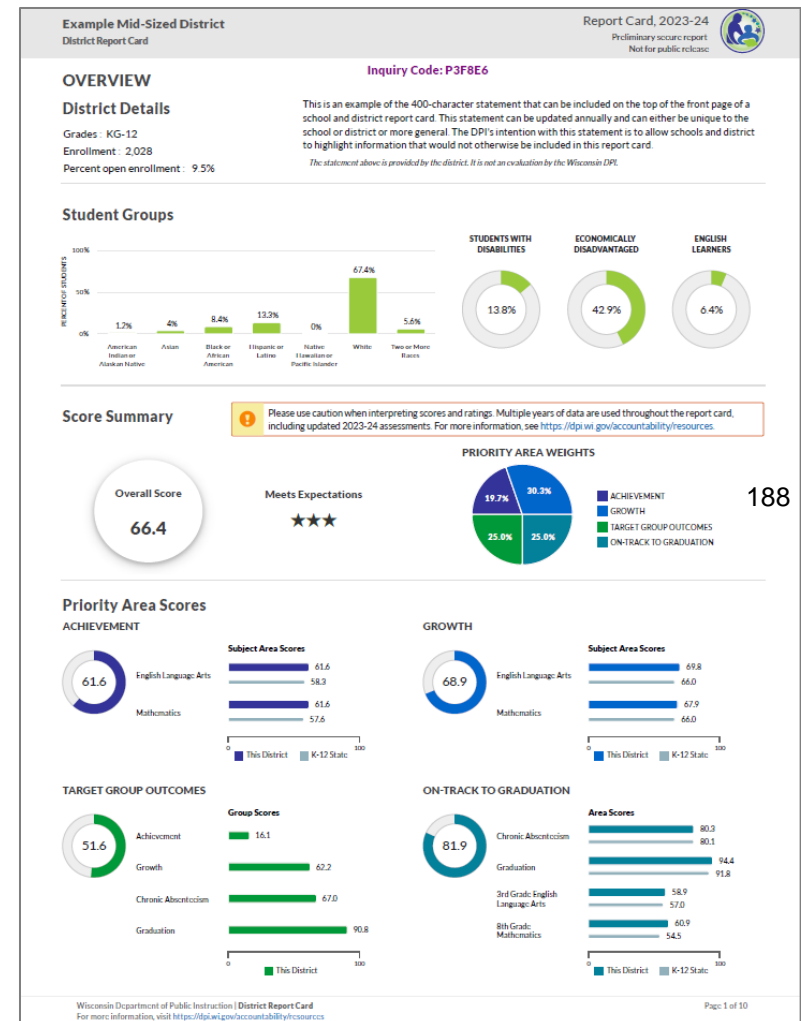 Example Mid-Sized District
District Report Card
Report Card, 2023-24
Preliminary secure report
Not for public release
OVERVIEW
Inquiry Code: P3F8E6
District Details
Grades : KG-12
Enrollment : 2,028
Percent open enrollment : 9.5%
This is an example of the 400-character statement that can be included on the top of the front page of a
school and district report card. This statement can be updated annually and can either be unique to the
school or district or more general. The DPI's intention with this statement is to allow schools and district
to highlight information that would not otherwise be included in this report card.
The statement above is provided by the district. It is not an evaluation by the Wisconsin DPI.
Student Groups
PERCENT OF STUDENTS
100%
50%
0%
1.2%
4%
8.4%
13.3%
0%
67.4%
5.6%
American
Indian or
Alaskan Native
Asian
Black or
African
American
Hispanic or
Latino
Native
Hawaiian or
Pacific Islander
White
Two or More
Races
STUDENTS WITH
DISABILITIES
13.8%
ECONOMICALLY
DISADVANTAGED
42.9%
ENGLISH
LEARNERS
6.4%
Score Summary
Please use caution when interpreting scores and ratings. Multiple years of data are used throughout the report card,
including updated 2023-24 assessments. For more information, see https://dpi.wi.gov/accountability/resources.
Overall Score
66.4
Meets Expectations
★★★
PRIORITY AREA WEIGHTS
19.7%
30.3%
25.0%
25.0%
ACHIEVEMENT
GROWTH
TARGET GROUP OUTCOMES
ON-TRACK TO GRADUATION
188
Priority Area Scores
ACHIEVEMENT
61.6
Subject Area Scores
English Language Arts
61.6
58.3
Mathematics
61.6
57.6
0
100
This District
K-12 State
GROWTH
68.9
Subject Area Scores
English Language Arts
69.8
66.0
Mathematics
67.9
66.0
0
100
This District
K-12 State
TARGET GROUP OUTCOMES
51.6
Group Scores
Achievement
16.1
Growth
62.2
Chronic Absenteeism
67.0
Graduation
90.8
0
100
This District
ON-TRACK TO GRADUATION
81.9
Area Scores
Chronic Absenteeism
80.3
80.1
Graduation
94.4
91.8
3rd Grade English
Language Arts
58.9
57.0
8th Grade
Mathematics
60.9
54.5
0
100
This District
K-12 State
Wisconsin Department of Public Instruction | District Report Card
For more information, visit https://dpi.wi.gov/accountability/resources
Page 1 of 10